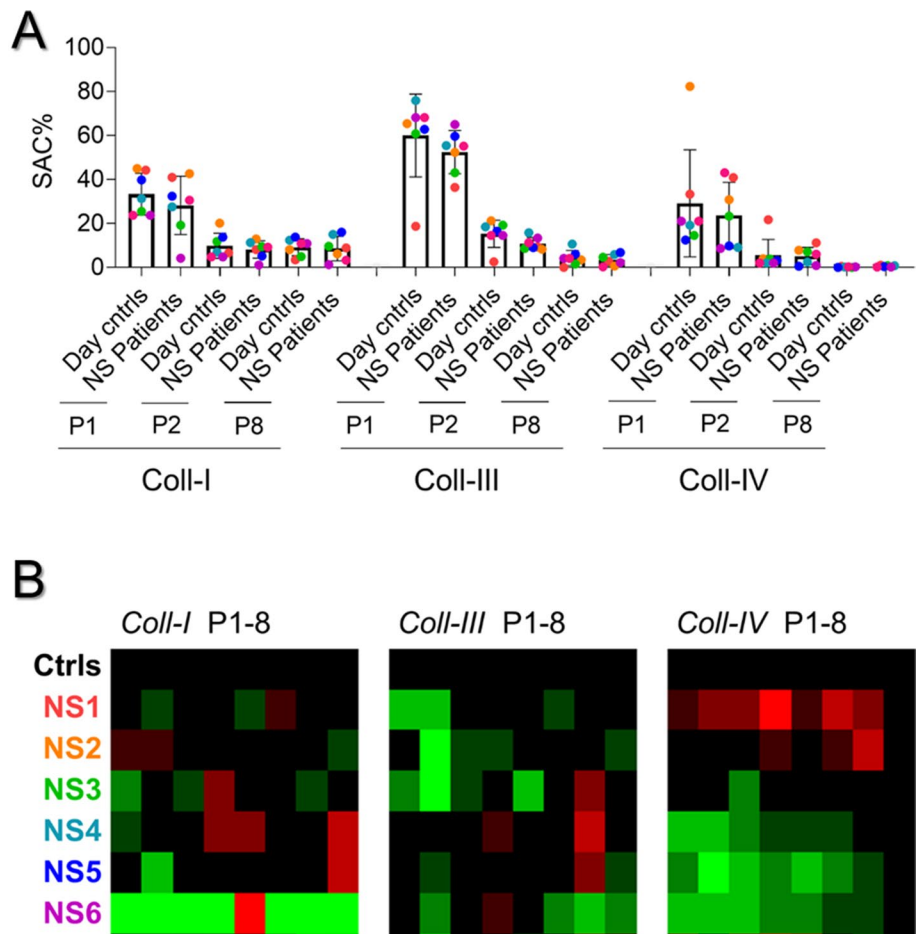 A
SAC%
100
80
60
40
20
0
Day cntrls NS Patients Day cntrls NS Patients Day cntrls NS Patients Day cntrls NS Patients Day cntrls NS Patients Day cntrls NS Patients Day cntrls NS Patients Day cntrls NS Patients Day cntrls NS Patients
P1 P2 P8 P1 P2 P8 P1 P2 P8
Coll-I Coll-III Coll-IV
B
Coll-I P1-8 Coll-III P1-8 Coll-IV P1-8
Ctrls
NS1
NS2
NS3
NS4
NS5
NS6